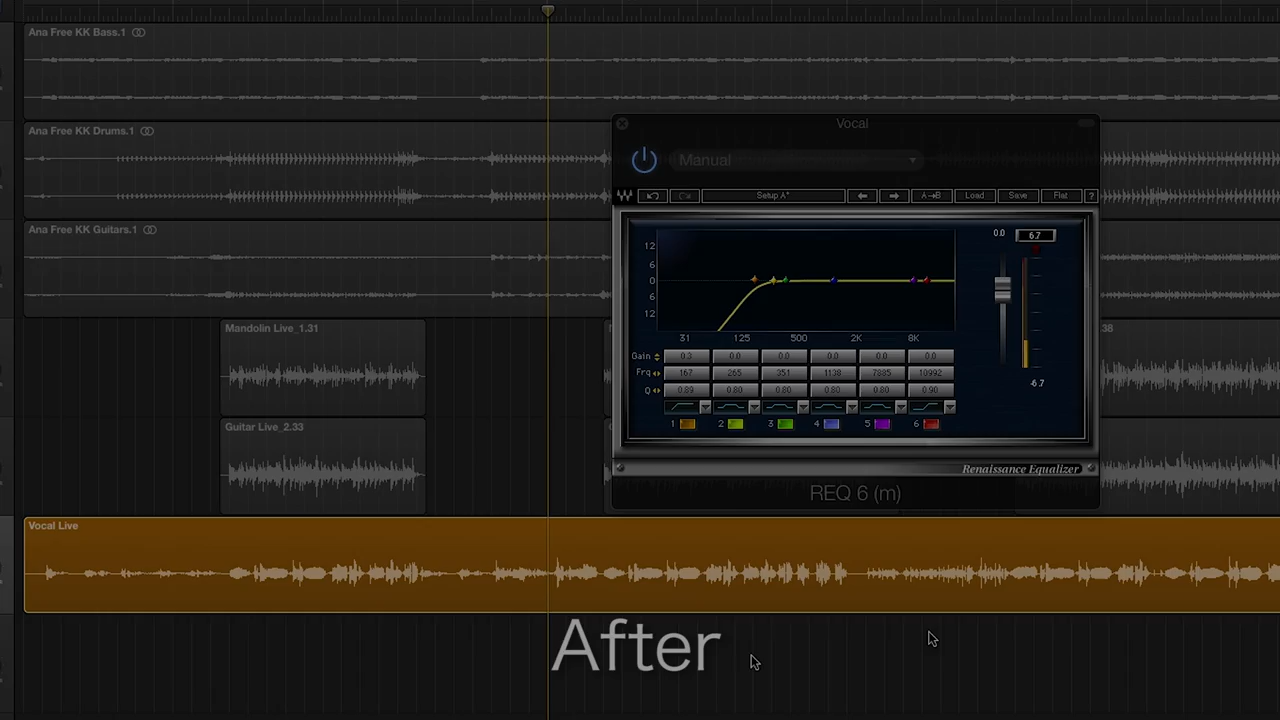 Ana Free KK Bass.1
Ana Free KK Drums.1
Ana Free KK Guitars.1
Mandolin Live_1.31
Guitar Live_2.33
Vocal Live
38
Vocal
Manual
Setup A* A→B Load Save Flat ?
0.0 6.7
12
6
0
6
12
31 125 500 2K 8K
Gain 0.3 0.0 0.0 0.0 0.0 0.0
Frq 167 265 351 1138 7885 10992
Q 0.89 0.80 0.80 0.80 0.80 0.90
1 2 3 4 5 6
-6.7
Renaissance Equalizer
REQ 6 (m)
After